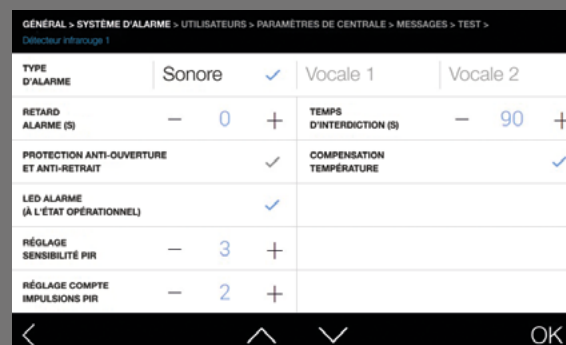 GÉNÉRAL > SYSTÈME D'ALARME > UTILISATEURS > PARAMÈTRES DE CENTRALE > MESSAGES > TEST >
Détecteur infrarouge 1
TYPE
D'ALARME
Sonore ✓ Vocale 1 Vocale 2
RETARD
ALARME (S)
− 0 +
TEMPS
D'INTERDICTION (S)
− 90 +
PROTECTION ANTI-OUVERTURE
ET ANTI-RETRAIT
✓
COMPENSATION
TEMPÉRATURE
✓
LED ALARME
(À L'ÉTAT OPÉRATIONNEL)
✓
RÉGLAGE
SENSIBILITÉ PIR
− 3 +
RÉGLAGE COMPTE
IMPULSIONS PIR
− 2 +
OK